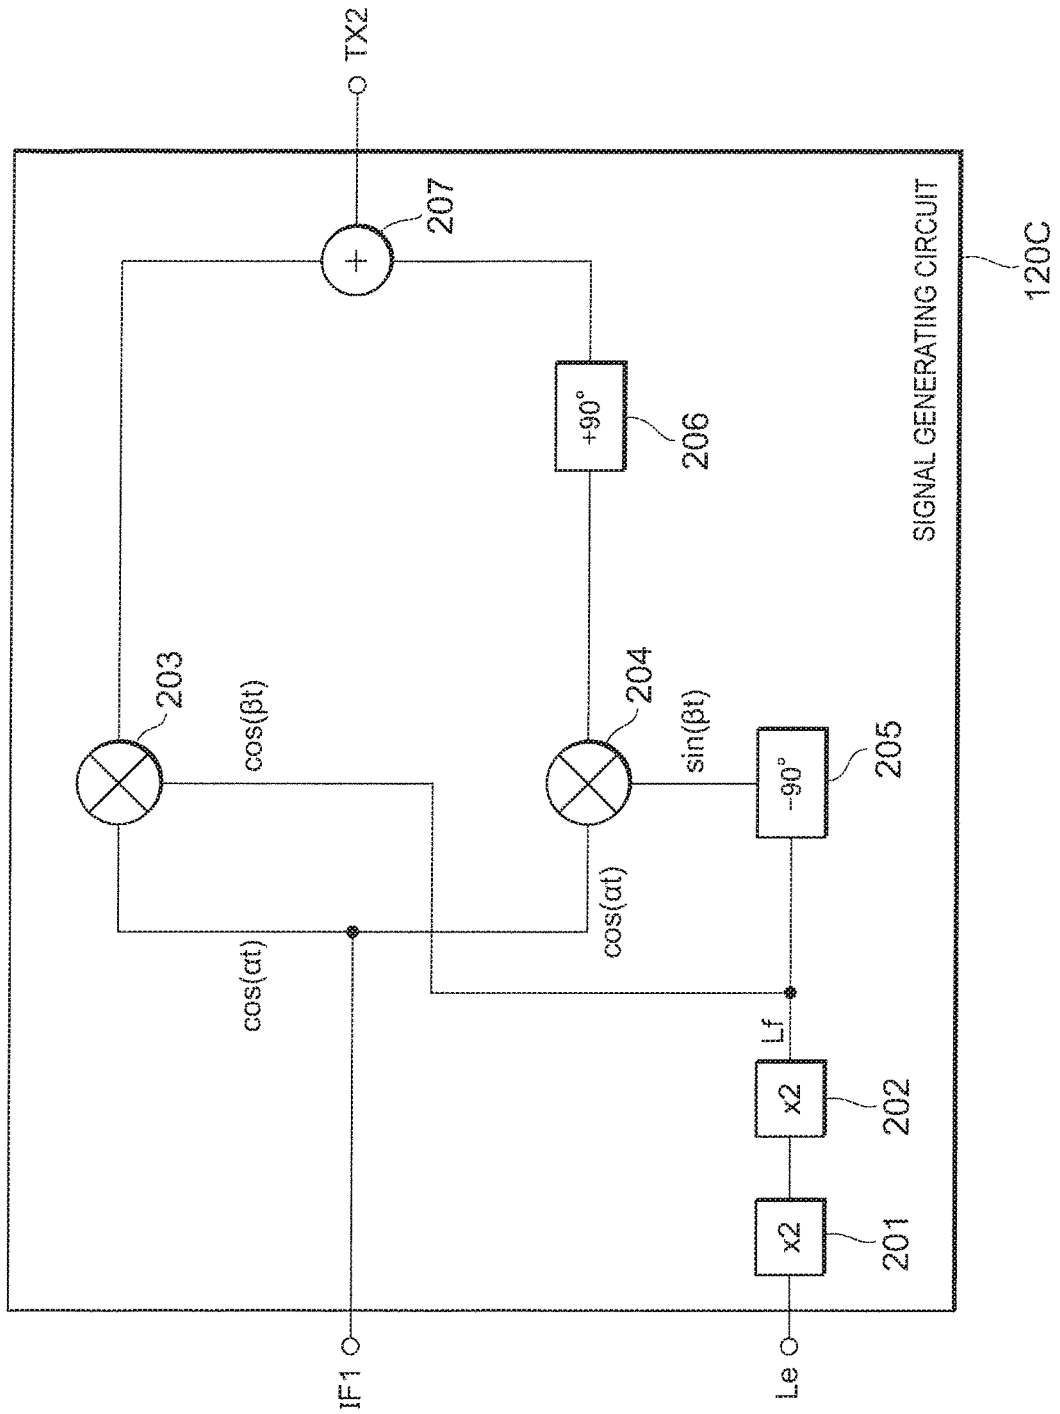 IF1
Le
x2
201
x2
202
Lf
cos(αt)
cos(αt)
cos(βt)
203
204
sin(βt)
−90°
205
+90°
206
+
207
TX2
SIGNAL GENERATING CIRCUIT
120C